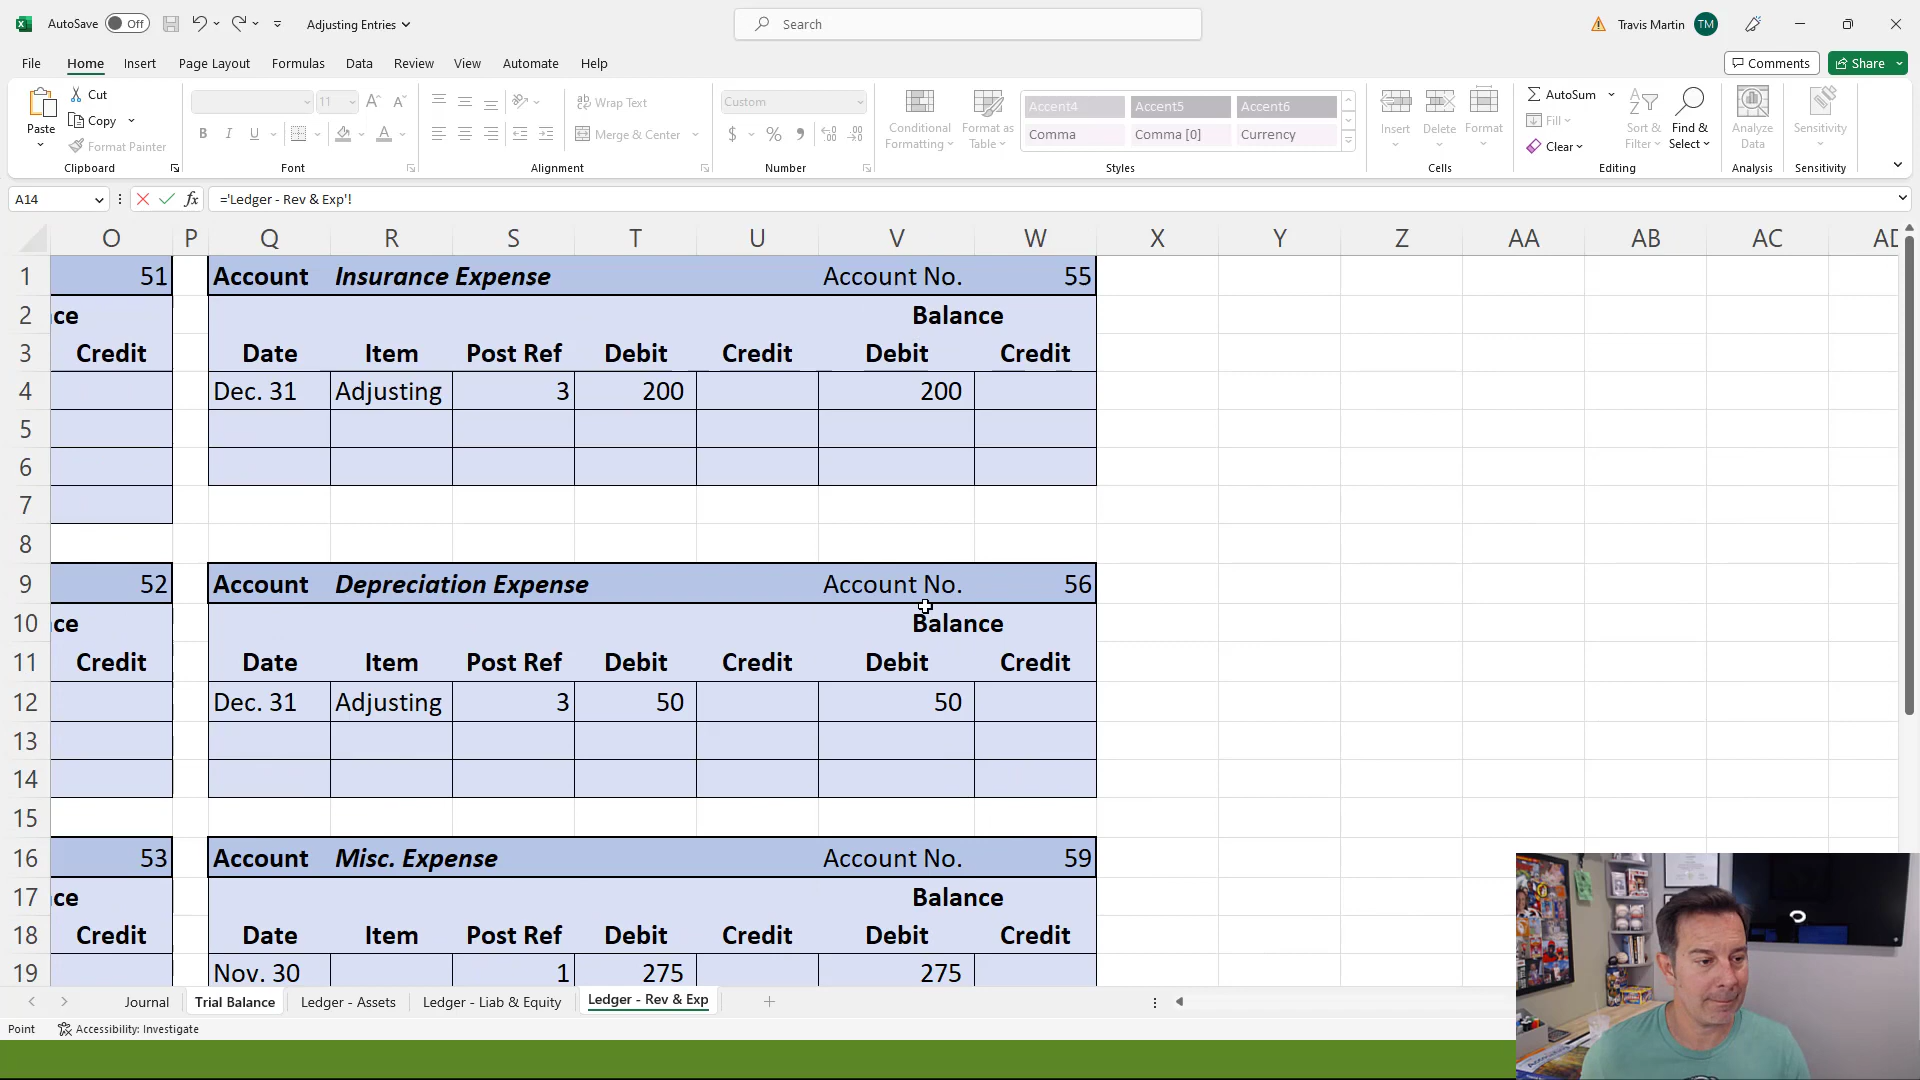 AutoSave Off Adjusting Entries Search Travis Martin TM
File Home Insert Page Layout Formulas Data Review View Automate Help Comments Share
Paste Cut Copy Format Painter Clipboard
11 B I U Font
Wrap Text Merge & Center Alignment
Custom $ % , Number
Conditional Formatting Format as Table Accent4 Accent5 Accent6 Comma Comma [0] Currency Styles
Insert Delete Format Cells
AutoSum Fill Clear Sort & Filter Find & Select Editing
Analyze Data Analysis Sensitivity Sensitivity
A14 fx ='Ledger - Rev & Exp'!
O P Q R S T U V W X Y Z AA AB AC AD
1 51 Account Insurance Expense Account No. 55
2 ce Balance
3 Credit Date Item Post Ref Debit Credit Debit Credit
4 Dec. 31 Adjusting 3 200 200
5
6
7
8
9 52 Account Depreciation Expense Account No. 56
10 ce Balance
11 Credit Date Item Post Ref Debit Credit Debit Credit
12 Dec. 31 Adjusting 3 50 50
13
14
15
16 53 Account Misc. Expense Account No. 59
17 ce Balance
18 Credit Date Item Post Ref Debit Credit Debit Credit
19 Nov. 30 1 275 275
Journal Trial Balance Ledger - Assets Ledger - Liab & Equity Ledger - Rev & Exp
Point Accessibility: Investigate